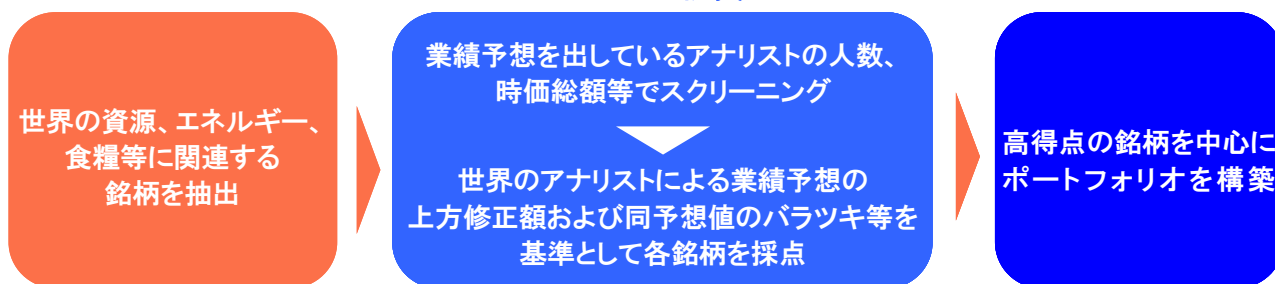 世界の資源、エネルギー、
食糧等に関連する
銘柄を抽出
業績予想を出しているアナリストの人数、
時価総額等でスクリーニング
世界のアナリストによる業績予想の
上方修正額および同予想値のバラツキ等を
基準として各銘柄を採点
高得点の銘柄を中心に
ポートフォリオを構築